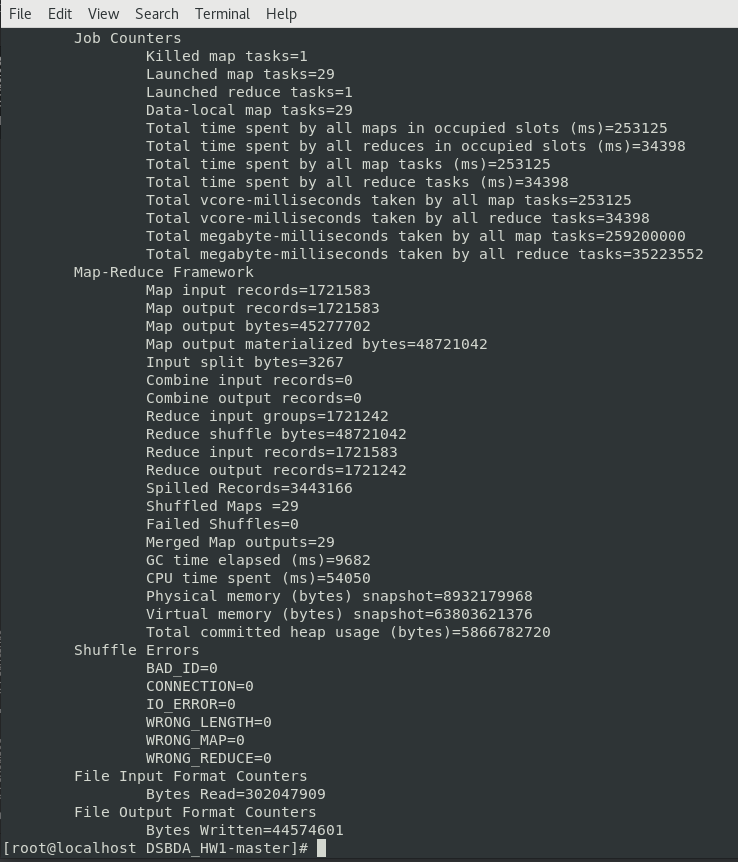 File Edit View Search Terminal Help
Job Counters
Killed map tasks=1
Launched map tasks=29
Launched reduce tasks=1
Data-local map tasks=29
Total time spent by all maps in occupied slots (ms)=253125
Total time spent by all reduces in occupied slots (ms)=34398
Total time spent by all map tasks (ms)=253125
Total time spent by all reduce tasks (ms)=34398
Total vcore-milliseconds taken by all map tasks=253125
Total vcore-milliseconds taken by all reduce tasks=34398
Total megabyte-milliseconds taken by all map tasks=259200000
Total megabyte-milliseconds taken by all reduce tasks=35223552
Map-Reduce Framework
Map input records=1721583
Map output records=1721583
Map output bytes=45277702
Map output materialized bytes=48721042
Input split bytes=3267
Combine input records=0
Combine output records=0
Reduce input groups=1721242
Reduce shuffle bytes=48721042
Reduce input records=1721583
Reduce output records=1721242
Spilled Records=3443166
Shuffled Maps =29
Failed Shuffles=0
Merged Map outputs=29
GC time elapsed (ms)=9682
CPU time spent (ms)=54050
Physical memory (bytes) snapshot=8932179968
Virtual memory (bytes) snapshot=63803621376
Total committed heap usage (bytes)=5866782720
Shuffle Errors
BAD_ID=0
CONNECTION=0
IO_ERROR=0
WRONG_LENGTH=0
WRONG_MAP=0
WRONG_REDUCE=0
File Input Format Counters
Bytes Read=302047909
File Output Format Counters
Bytes Written=44574601
[root@localhost DSBDA_HW1-master]#